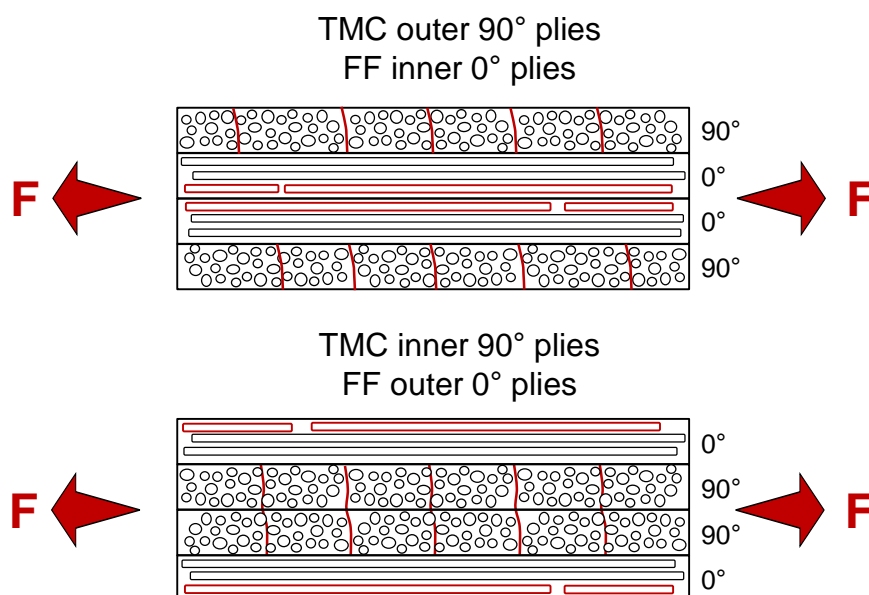 TMC outer 90° plies
FF inner 0° plies
90°
0°
F
F
0°
90°
TMC inner 90° plies
FF outer 0° plies
0°
90°
F
F
90°
0°